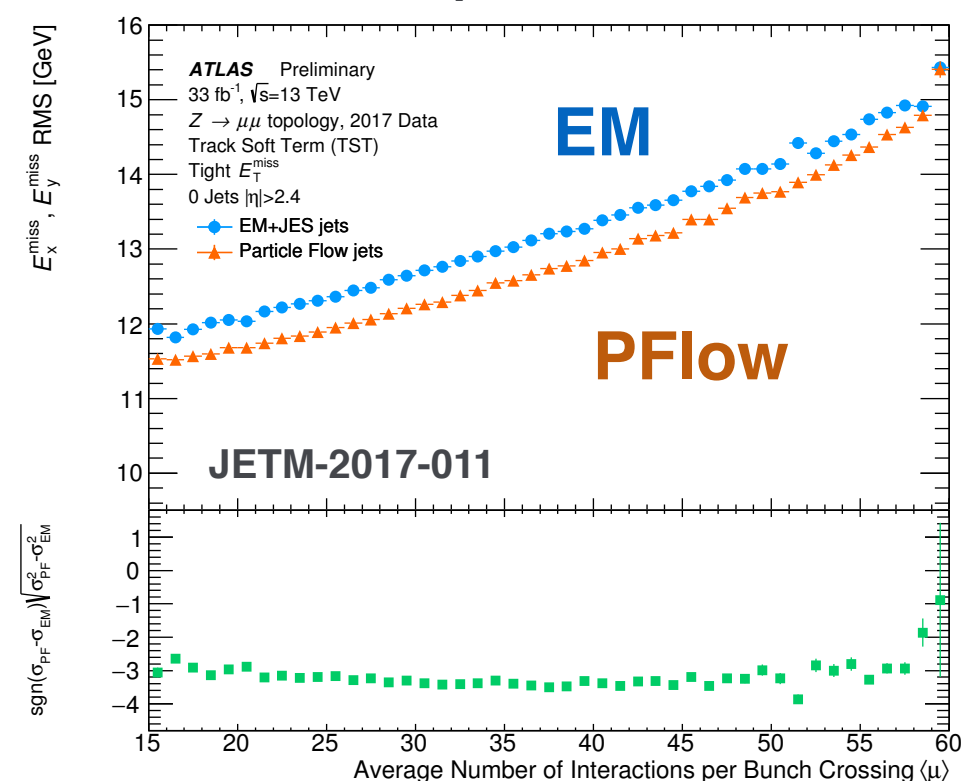 E_x^miss, E_y^miss RMS [GeV]
16
15
14
13
12
11
10
ATLAS Preliminary
33 fb⁻¹, √s=13 TeV
Z → μμ topology, 2017 Data
Track Soft Term (TST)
Tight E_T^miss
0 Jets |η|>2.4
EM+JES jets
Particle Flow jets
EM
PFlow
JETM-2017-011
sgn(σ_PF-σ_EM)√σ²_PF-σ²_EM
1
0
−1
−2
−3
−4
15 20 25 30 35 40 45 50 55 60
Average Number of Interactions per Bunch Crossing ⟨μ⟩